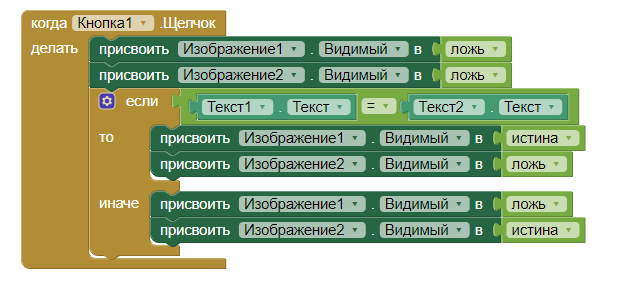 когда Кнопка1 .Щелчок
делать присвоить Изображение1 . Видимый в ложь
присвоить Изображение2 . Видимый в ложь
если Текст1 . Текст = Текст2 . Текст
то присвоить Изображение1 . Видимый в истина
присвоить Изображение2 . Видимый в ложь
иначе присвоить Изображение1 . Видимый в ложь
присвоить Изображение2 . Видимый в истина